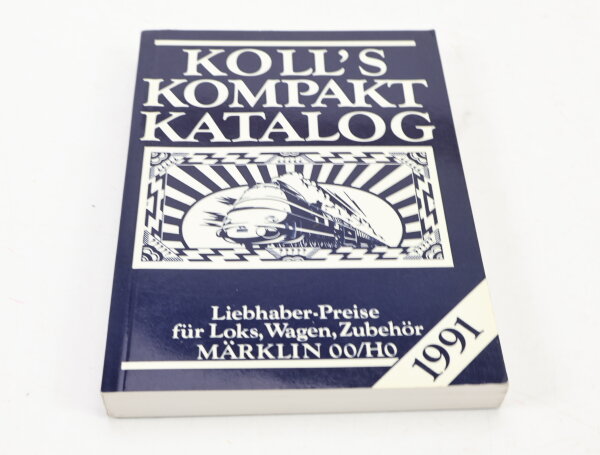 KOLL'S
KOMPAKT
KATALOG
Liebhaber-Preise
für Loks, Wagen, Zubehör
MÄRKLIN 00/H0
1991